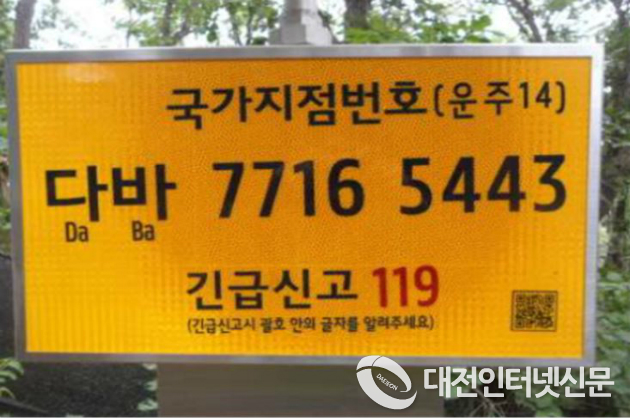 국가지점번호(운주14)
다바 7716 5443
Da Ba
긴급신고 119
(긴급신고시 괄호 안의 글자를 알려주세요)
DAEJEON
대전인터넷신문